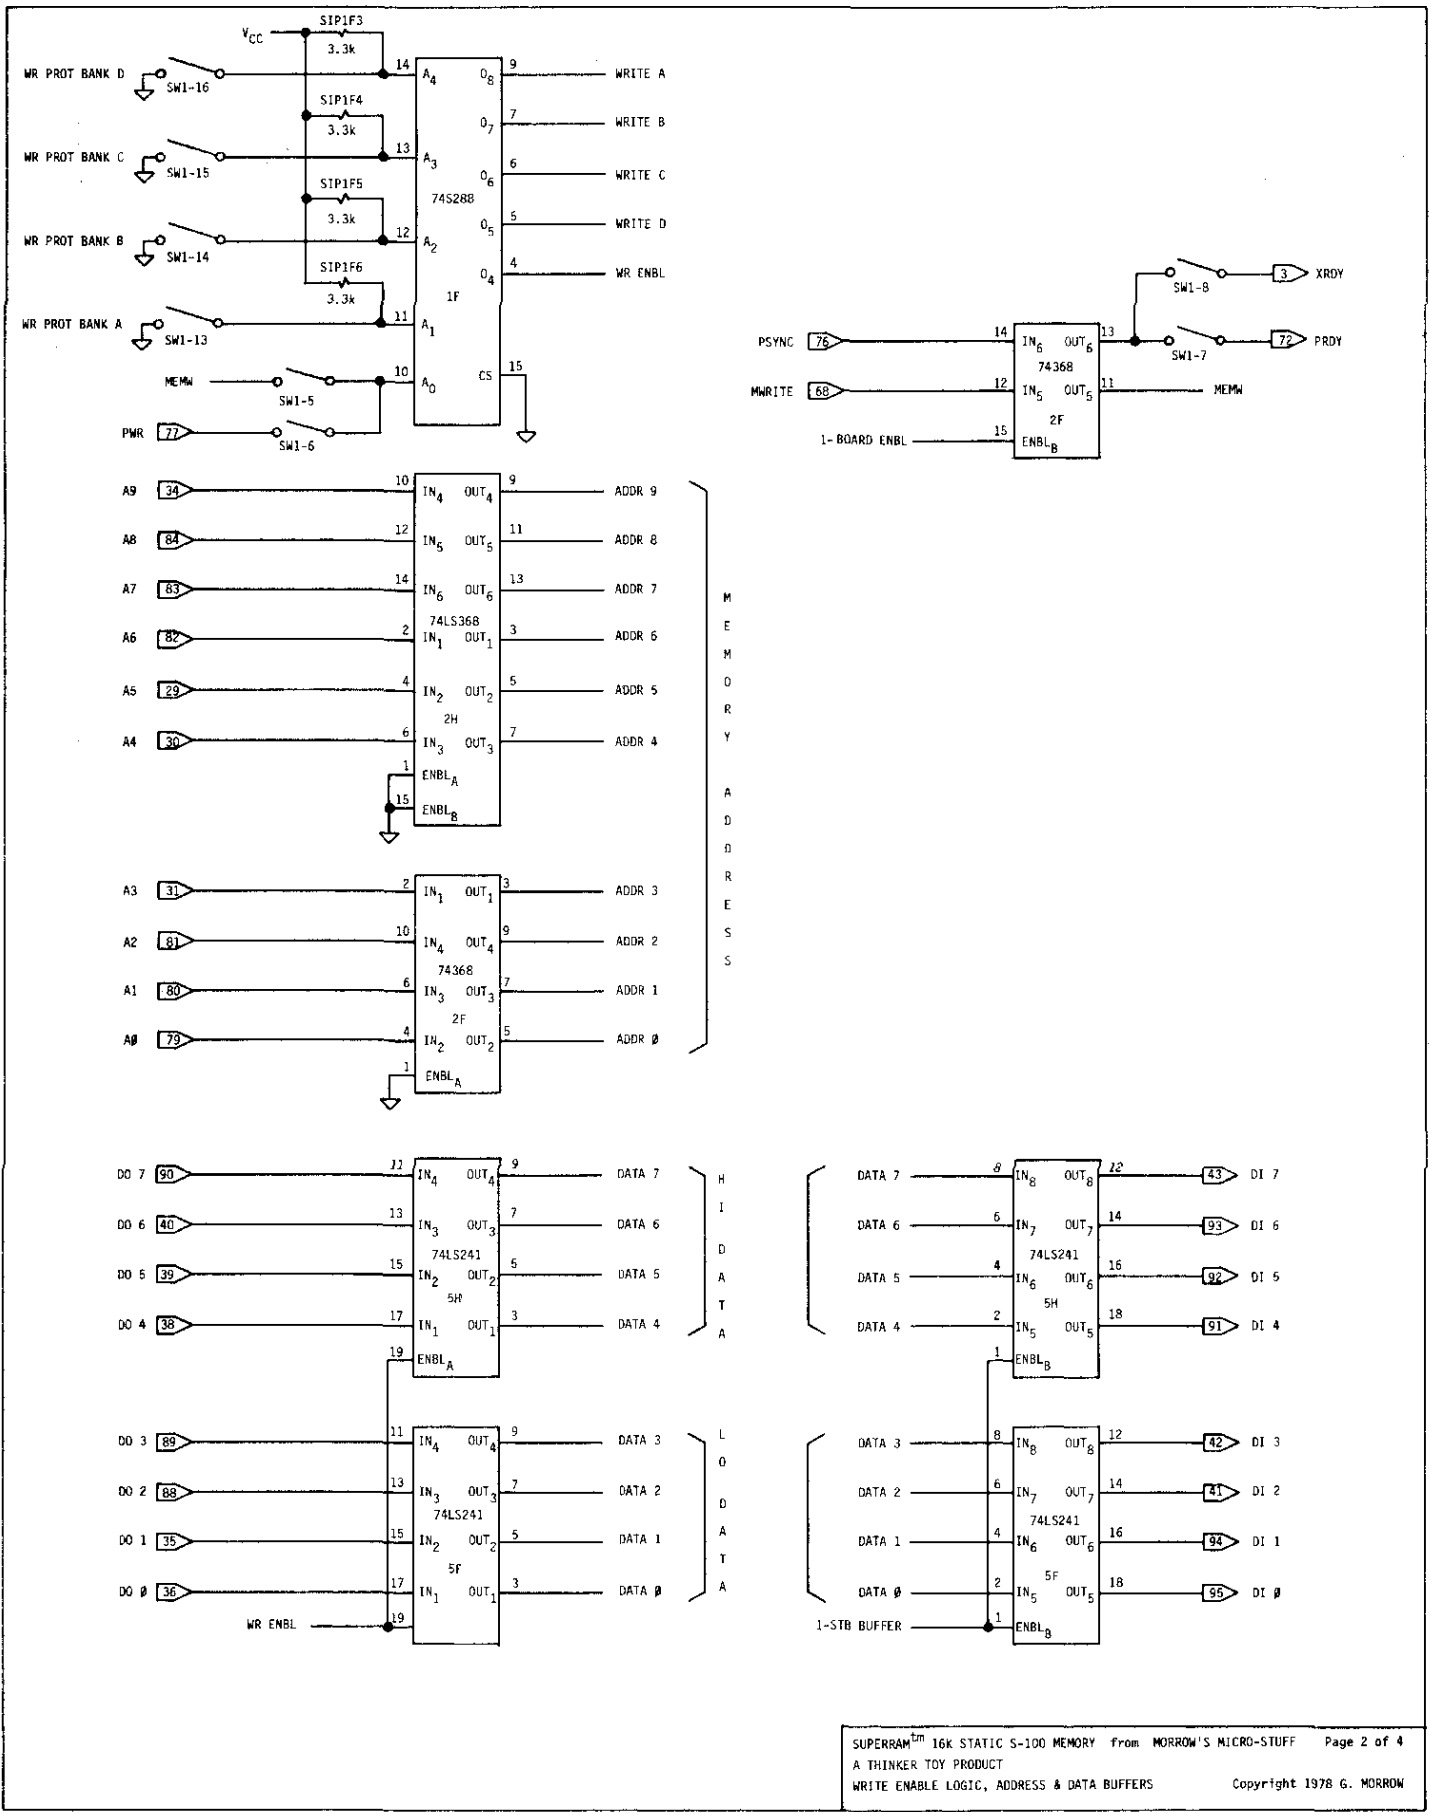 SIP1F3
VCC
3.3k
WR PROT BANK D
SW1-16
14 A4 O8 9 WRITE A
SIP1F4
3.3k
O7 7 WRITE B
WR PROT BANK C
SW1-15
13 A3
O6 6 WRITE C
SIP1F5
74S288
3.3k
O5 5 WRITE D
WR PROT BANK B
SW1-14
12 A2
SIP1F6
O4 4 WR ENBL
3.3k
1F
WR PROT BANK A
SW1-13
11 A1
MEMW
SW1-5
10 A0 CS 15
PWR 77
SW1-6
SW1-8 3 XRDY
PSYNC 76 14 IN6 OUT6 13 SW1-7 72 PRDY
74368
MWRITE 68 12 IN5 OUT5 11 MEMW
2F
1-BOARD ENBL 15 ENBLB
A9 34 10 IN4 OUT4 9 ADDR 9
A8 84 12 IN5 OUT5 11 ADDR 8
A7 83 14 IN6 OUT6 13 ADDR 7
74LS368
A6 82 2 IN1 OUT1 3 ADDR 6
A5 29 4 IN2 OUT2 5 ADDR 5
2H
A4 30 6 IN3 OUT3 7 ADDR 4
1 ENBLA
15 ENBLB
MEMORY ADDRESS
A3 31 2 IN1 OUT1 3 ADDR 3
A2 81 10 IN4 OUT4 9 ADDR 2
74368
A1 80 6 IN3 OUT3 7 ADDR 1
2F
AØ 79 4 IN2 OUT2 5 ADDR Ø
1 ENBLA
DO 7 90 11 IN4 OUT4 9 DATA 7
DO 6 40 13 IN3 OUT3 7 DATA 6
74LS241
DO 5 39 15 IN2 OUT2 5 DATA 5
5H
DO 4 38 17 IN1 OUT1 3 DATA 4
19 ENBLA
HI DATA
DATA 7 8 IN8 OUT8 12 43 DI 7
DATA 6 6 IN7 OUT7 14 93 DI 6
74LS241
DATA 5 4 IN6 OUT6 16 92 DI 5
5H
DATA 4 2 IN5 OUT5 18 91 DI 4
1 ENBLB
DO 3 89 11 IN4 OUT4 9 DATA 3
DO 2 88 13 IN3 OUT3 7 DATA 2
74LS241
DO 1 35 15 IN2 OUT2 5 DATA 1
5F
DO Ø 36 17 IN1 OUT1 3 DATA Ø
WR ENBL 19
LO DATA
DATA 3 8 IN8 OUT8 12 42 DI 3
DATA 2 6 IN7 OUT7 14 41 DI 2
74LS241
DATA 1 4 IN6 OUT6 16 94 DI 1
5F
DATA Ø 2 IN5 OUT5 18 95 DI Ø
1-STB BUFFER 1 ENBLB
SUPERRAMtm 16K STATIC S-100 MEMORY from MORROW'S MICRO-STUFF Page 2 of 4
A THINKER TOY PRODUCT
WRITE ENABLE LOGIC, ADDRESS & DATA BUFFERS Copyright 1978 G. MORROW